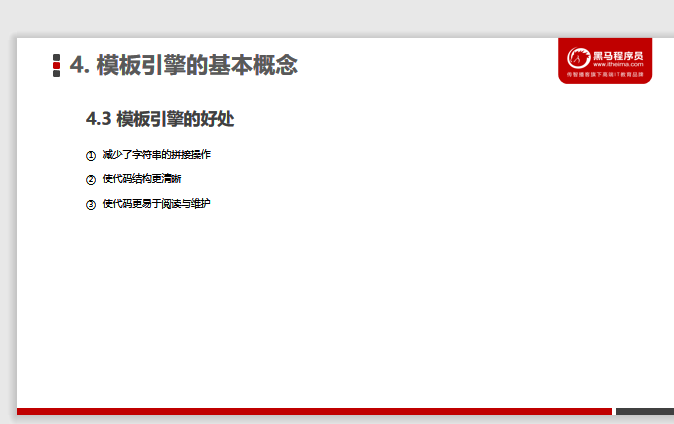 4. 模板引擎的基本概念
黑马程序员
www.itheima.com
传智播客旗下高端IT教育品牌
4.3 模板引擎的好处
① 减少了字符串的拼接操作
② 使代码结构更清晰
③ 使代码更易于阅读与维护